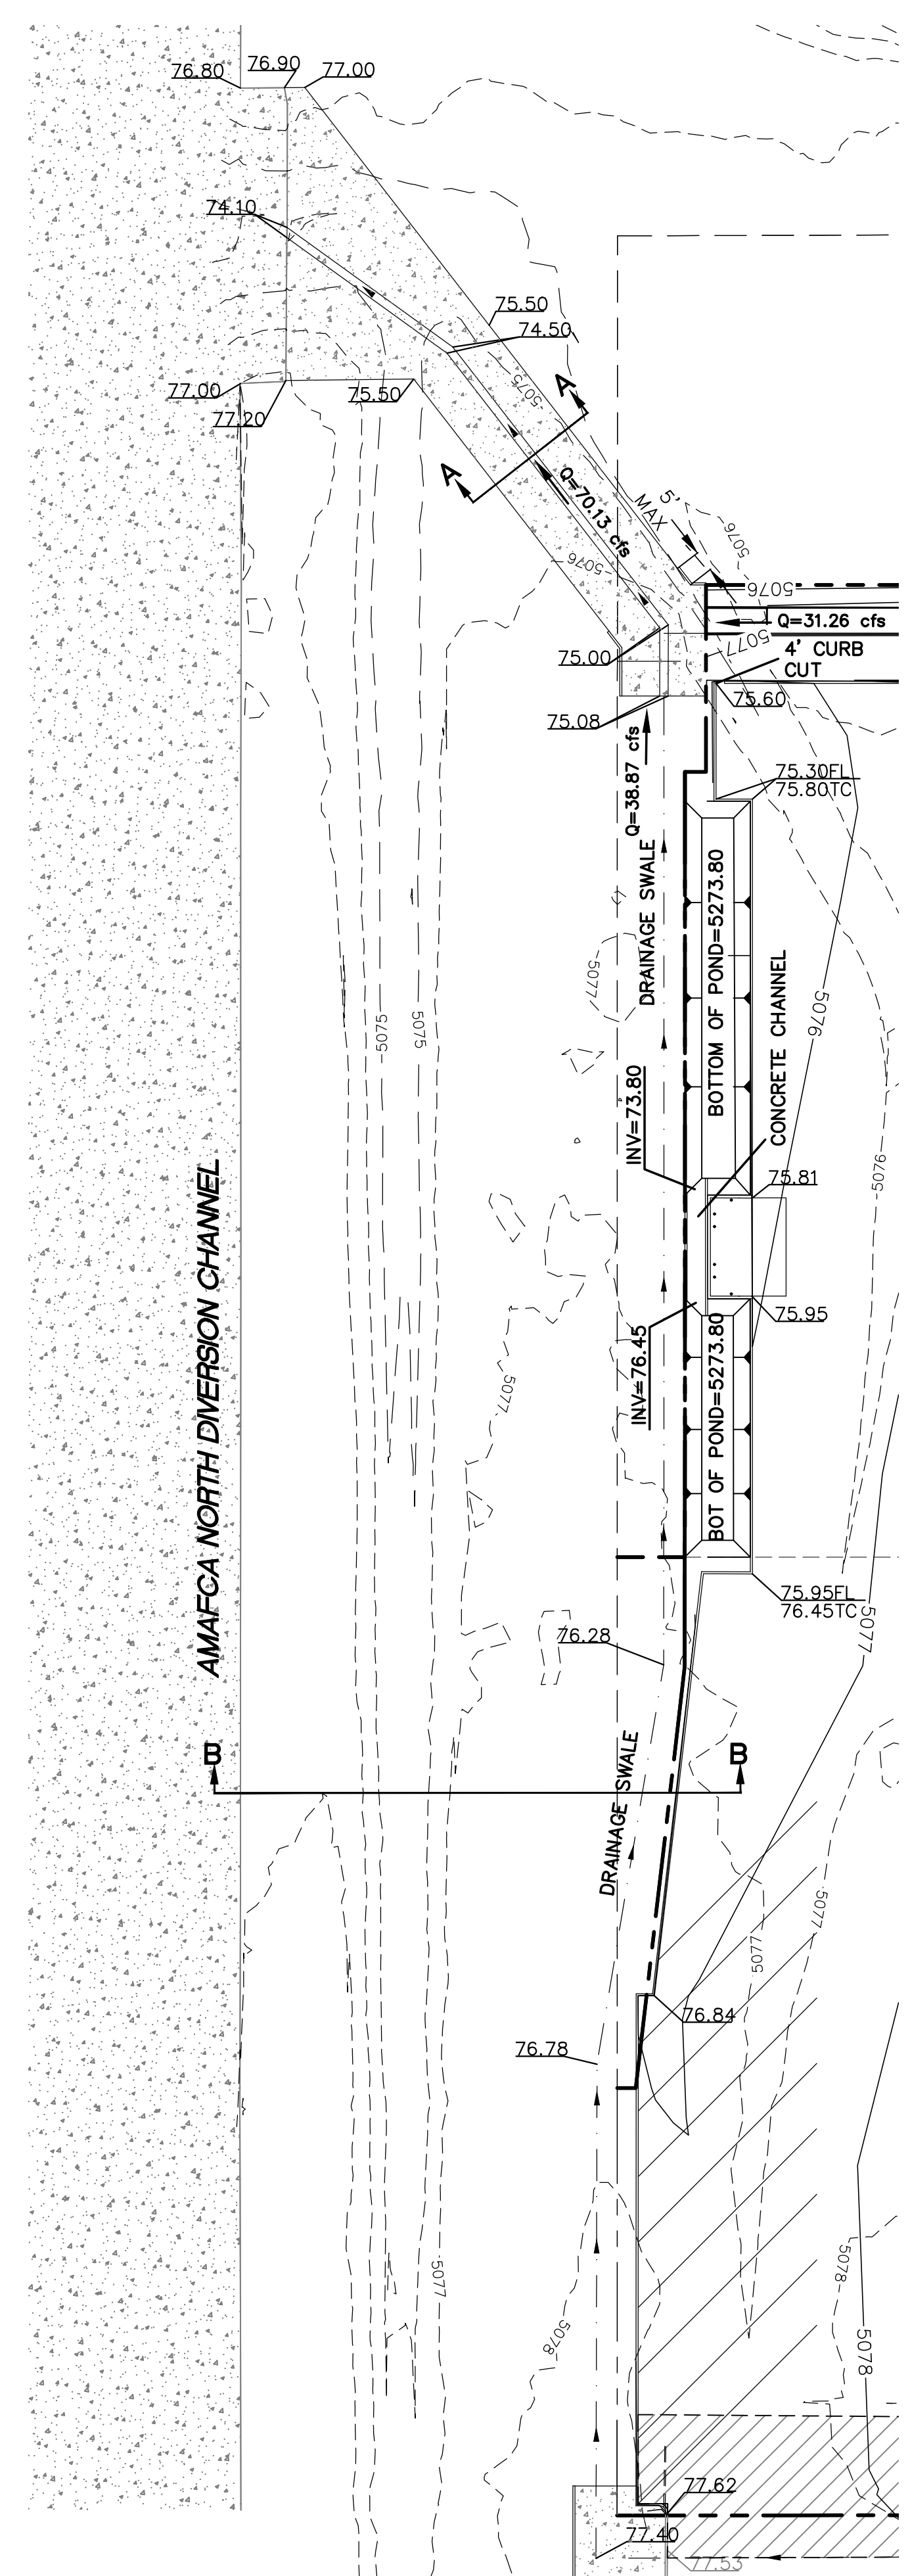 76.80
76.90
77.00
74.10
75.50
74.50
5075
77.00
77.20
75.50
A
A
Q=70.13 cfs
5'
MAX
5076
5076
5076
Q=31.26 cfs
5077
4' CURB
CUT
75.00
75.60
75.08
Q=38.87 cfs
75.30FL
75.80TC
DRAINAGE SWALE
BOTTOM OF POND=5273.80
5077
5076
CONCRETE CHANNEL
5075
5075
INV=73.80
75.81
5076
AMAFCA NORTH DIVERSION CHANNEL
75.95
INV=76.45
BOT OF POND=5273.80
5077
75.95FL
76.45TC
5077
76.28
B
B
DRAINAGE SWALE
5077
5077
76.84
76.78
5077
5078
5078
5078
77.62
77.40
77.53